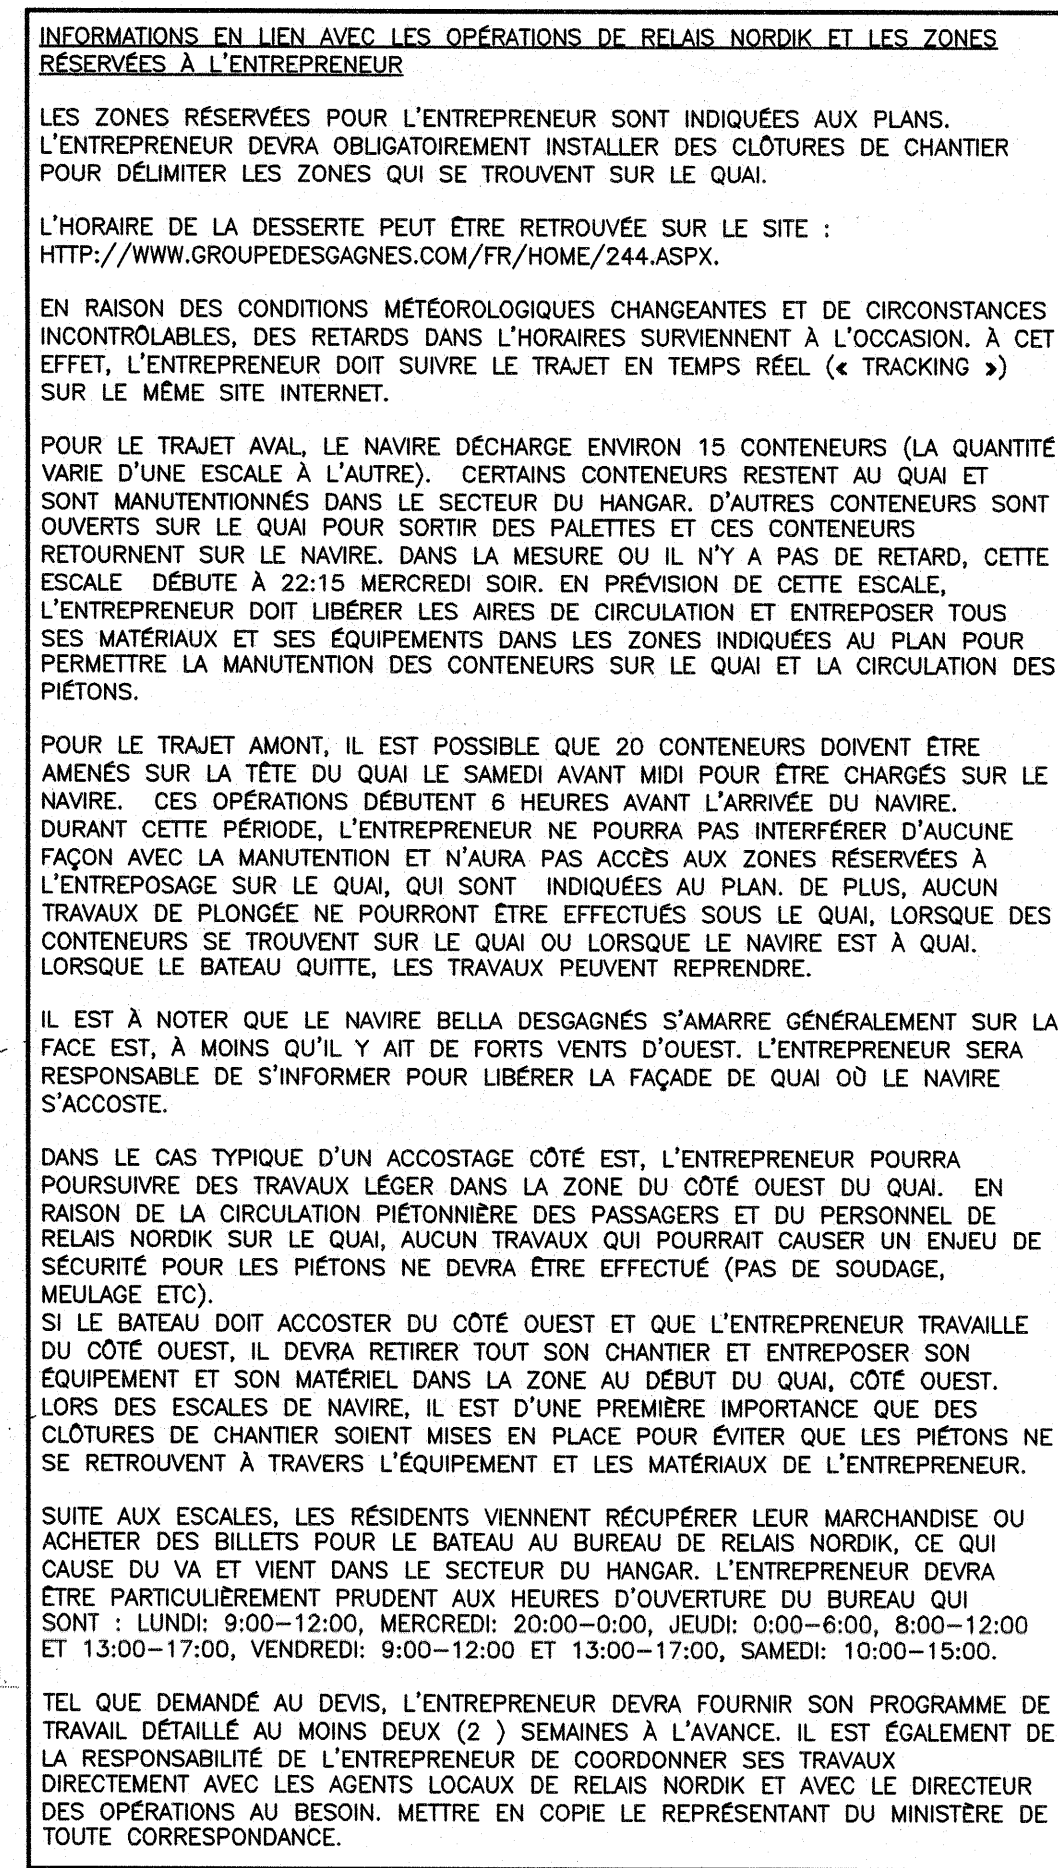 INFORMATIONS EN LIEN AVEC LES OPÉRATIONS DE RELAIS NORDIK ET LES ZONES
RÉSERVÉES À L'ENTREPRENEUR
LES ZONES RÉSERVÉES POUR L'ENTREPRENEUR SONT INDIQUÉES AUX PLANS.
L'ENTREPRENEUR DEVRA OBLIGATOIREMENT INSTALLER DES CLÔTURES DE CHANTIER
POUR DÉLIMITER LES ZONES QUI SE TROUVENT SUR LE QUAI.
L'HORAIRE DE LA DESSERTE PEUT ÊTRE RETROUVÉE SUR LE SITE :
HTTP://WWW.GROUPEDESGAGNES.COM/FR/HOME/244.ASPX.
EN RAISON DES CONDITIONS MÉTÉOROLOGIQUES CHANGEANTES ET DE CIRCONSTANCES
INCONTRÔLABLES, DES RETARDS DANS L'HORAIRES SURVIENNENT À L'OCCASION. À CET
EFFET, L'ENTREPRENEUR DOIT SUIVRE LE TRAJET EN TEMPS RÉEL (« TRACKING »)
SUR LE MÊME SITE INTERNET.
POUR LE TRAJET AVAL, LE NAVIRE DÉCHARGE ENVIRON 15 CONTENEURS (LA QUANTITÉ
VARIE D'UNE ESCALE À L'AUTRE). CERTAINS CONTENEURS RESTENT AU QUAI ET
SONT MANUTENTIONNÉS DANS LE SECTEUR DU HANGAR. D'AUTRES CONTENEURS SONT
OUVERTS SUR LE QUAI POUR SORTIR DES PALETTES ET CES CONTENEURS
RETOURNENT SUR LE NAVIRE. DANS LA MESURE OU IL N'Y A PAS DE RETARD, CETTE
ESCALE DÉBUTE À 22:15 MERCREDI SOIR. EN PRÉVISION DE CETTE ESCALE,
L'ENTREPRENEUR DOIT LIBÉRER LES AIRES DE CIRCULATION ET ENTREPOSER TOUS
SES MATÉRIAUX ET SES ÉQUIPEMENTS DANS LES ZONES INDIQUÉES AU PLAN POUR
PERMETTRE LA MANUTENTION DES CONTENEURS SUR LE QUAI ET LA CIRCULATION DES
PIÉTONS.
POUR LE TRAJET AMONT, IL EST POSSIBLE QUE 20 CONTENEURS DOIVENT ÊTRE
AMENÉS SUR LA TÊTE DU QUAI LE SAMEDI AVANT MIDI POUR ÊTRE CHARGÉS SUR LE
NAVIRE. CES OPÉRATIONS DÉBUTENT 6 HEURES AVANT L'ARRIVÉE DU NAVIRE.
DURANT CETTE PÉRIODE, L'ENTREPRENEUR NE POURRA PAS INTERFÉRER D'AUCUNE
FAÇON AVEC LA MANUTENTION ET N'AURA PAS ACCÈS AUX ZONES RÉSERVÉES À
L'ENTREPOSAGE SUR LE QUAI, QUI SONT INDIQUÉES AU PLAN. DE PLUS, AUCUN
TRAVAUX DE PLONGÉE NE POURRONT ÊTRE EFFECTUÉS SOUS LE QUAI, LORSQUE DES
CONTENEURS SE TROUVENT SUR LE QUAI OU LORSQUE LE NAVIRE EST À QUAI.
LORSQUE LE BATEAU QUITTE, LES TRAVAUX PEUVENT REPRENDRE.
IL EST À NOTER QUE LE NAVIRE BELLA DESGAGNÉS S'AMARRE GÉNÉRALEMENT SUR LA
FACE EST, À MOINS QU'IL Y AIT DE FORTS VENTS D'OUEST. L'ENTREPRENEUR SERA
RESPONSABLE DE S'INFORMER POUR LIBÉRER LA FAÇADE DE QUAI OÙ LE NAVIRE
S'ACCOSTE.
DANS LE CAS TYPIQUE D'UN ACCOSTAGE CÔTÉ EST, L'ENTREPRENEUR POURRA
POURSUIVRE DES TRAVAUX LÉGER DANS LA ZONE DU CÔTÉ OUEST DU QUAI. EN
RAISON DE LA CIRCULATION PIÉTONNIÈRE DES PASSAGERS ET DU PERSONNEL DE
RELAIS NORDIK SUR LE QUAI, AUCUN TRAVAUX QUI POURRAIT CAUSER UN ENJEU DE
SÉCURITÉ POUR LES PIÉTONS NE DEVRA ÊTRE EFFECTUÉ (PAS DE SOUDAGE,
MEULAGE ETC).
SI LE BATEAU DOIT ACCOSTER DU CÔTÉ OUEST ET QUE L'ENTREPRENEUR TRAVAILLE
DU CÔTÉ OUEST, IL DEVRA RETIRER TOUT SON CHANTIER ET ENTREPOSER SON
ÉQUIPEMENT ET SON MATÉRIEL DANS LA ZONE AU DÉBUT DU QUAI, CÔTÉ OUEST.
LORS DES ESCALES DE NAVIRE, IL EST D'UNE PREMIÈRE IMPORTANCE QUE DES
CLÔTURES DE CHANTIER SOIENT MISES EN PLACE POUR ÉVITER QUE LES PIÉTONS NE
SE RETROUVENT À TRAVERS L'ÉQUIPEMENT ET LES MATÉRIAUX DE L'ENTREPRENEUR.
SUITE AUX ESCALES, LES RÉSIDENTS VIENNENT RÉCUPÉRER LEUR MARCHANDISE OU
ACHETER DES BILLETS POUR LE BATEAU AU BUREAU DE RELAIS NORDIK, CE QUI
CAUSE DU VA ET VIENT DANS LE SECTEUR DU HANGAR. L'ENTREPRENEUR DEVRA
ÊTRE PARTICULIÈREMENT PRUDENT AUX HEURES D'OUVERTURE DU BUREAU QUI
SONT : LUNDI: 9:00-12:00, MERCREDI: 20:00-0:00, JEUDI: 0:00-6:00, 8:00-12:00
ET 13:00-17:00, VENDREDI: 9:00-12:00 ET 13:00-17:00, SAMEDI: 10:00-15:00.
TEL QUE DEMANDÉ AU DEVIS, L'ENTREPRENEUR DEVRA FOURNIR SON PROGRAMME DE
TRAVAIL DÉTAILLÉ AU MOINS DEUX (2 ) SEMAINES À L'AVANCE. IL EST ÉGALEMENT DE
LA RESPONSABILITÉ DE L'ENTREPRENEUR DE COORDONNER SES TRAVAUX
DIRECTEMENT AVEC LES AGENTS LOCAUX DE RELAIS NORDIK ET AVEC LE DIRECTEUR
DES OPÉRATIONS AU BESOIN. METTRE EN COPIE LE REPRÉSENTANT DU MINISTÈRE DE
TOUTE CORRESPONDANCE.